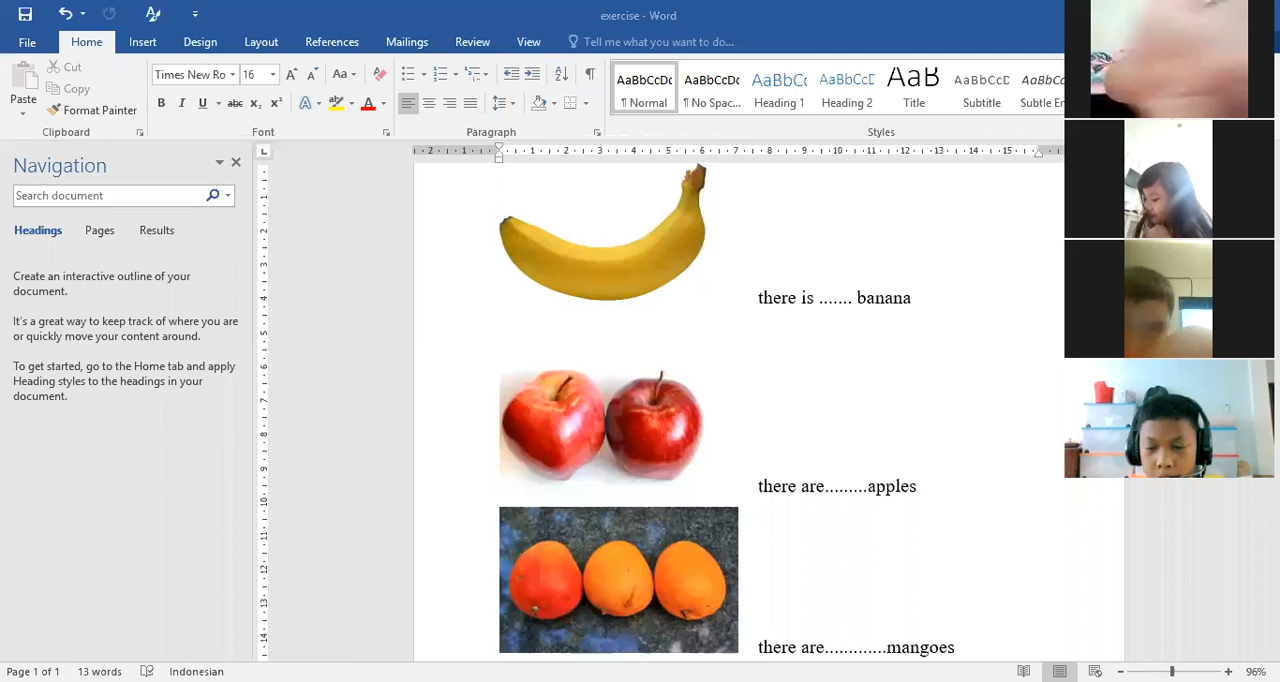 exercise - Word
File
Home
Insert
Design
Layout
References
Mailings
Review
View
Tell me what you want to do...
Paste
Cut
Copy
Format Painter
Clipboard
Times New Ro
16
Font
Paragraph
AaBbCcDc
¶ Normal
AaBbCcDc
¶ No Spac...
AaBbCc
Heading 1
AaBbCcE
Heading 2
AaB
Title
AaBbCcD
Subtitle
AaBbCc
Subtle Em
Styles
Navigation
Search document
Headings
Pages
Results
Create an interactive outline of your
document.
It's a great way to keep track of where you are
or quickly move your content around.
To get started, go to the Home tab and apply
Heading styles to the headings in your
document.
there is ....... banana
there are.........apples
there are.............mangoes
Page 1 of 1
13 words
Indonesian
96%